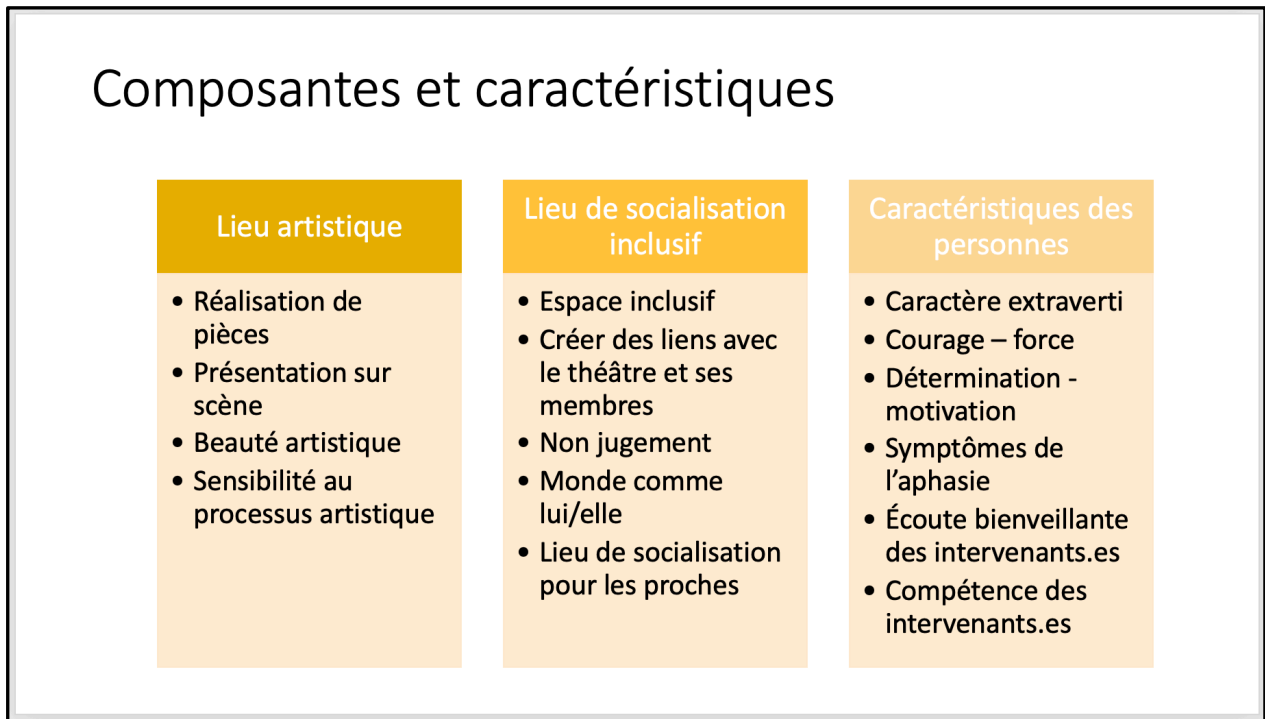 Composantes et caractéristiques
Lieu artistique
• Réalisation de
pièces
• Présentation sur
scène
• Beauté artistique
• Sensibilité au
processus artistique
Lieu de socialisation
inclusif
• Espace inclusif
• Créer des liens avec
le théâtre et ses
membres
• Non jugement
• Monde comme
lui/elle
• Lieu de socialisation
pour les proches
Caractéristiques des
personnes
• Caractère extraverti
• Courage – force
• Détermination -
motivation
• Symptômes de
l’aphasie
• Écoute bienveillante
des intervenants.es
• Compétence des
intervenants.es